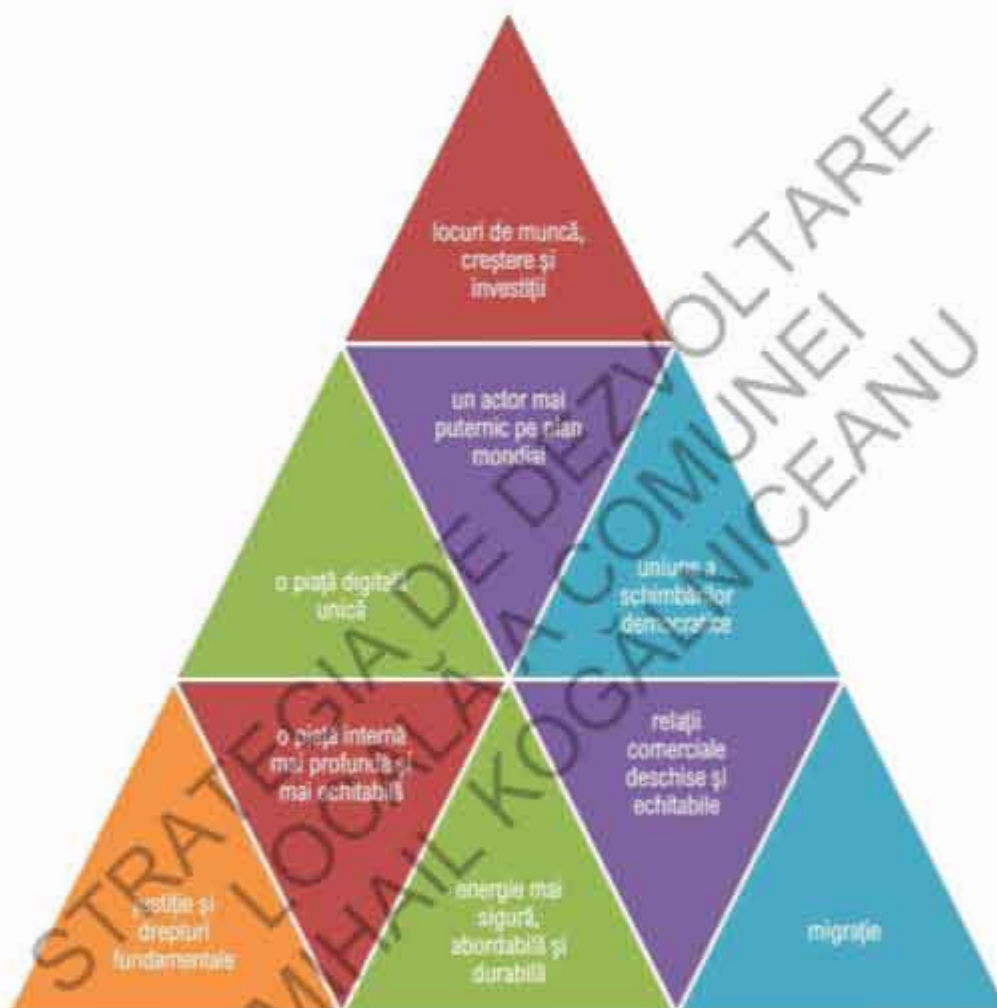 locuri de muncă,
creștere și
investiții
un actor mai
puternic pe plan
mondial
o piață digitală
unică
uniune a
schimbărilor
democratice
o piață internă
mai profundă și
mai echitabilă
relații
comerciale
deschise și
echitabile
justiție și
drepturi
fundamentale
energie mai
sigură,
abordabilă și
durabilă
migrație
STRATEGIA DE DEZVOLTARE
LOCALĂ A COMUNEI
MIHAIL KOGĂLNICEANU